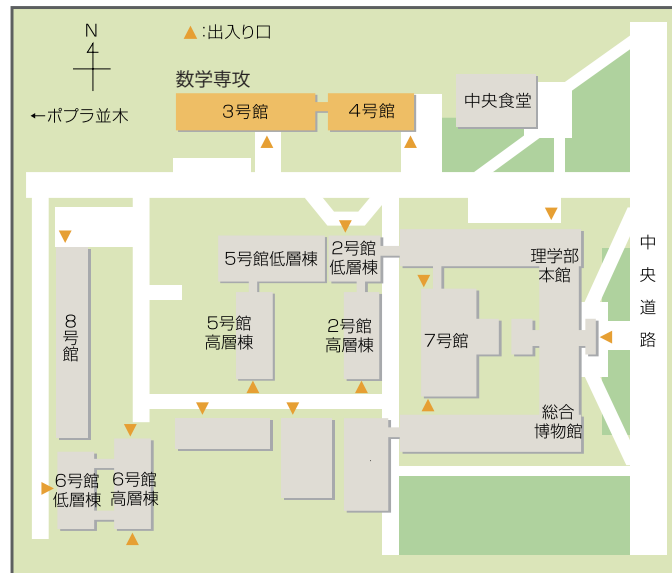 N
▲:出入り口
数学専攻
←ポプラ並木
3号館
4号館
中央食堂
5号館低層棟
2号館
低層棟
理学部
本館
中央道路
8号館
5号館
高層棟
2号館
高層棟
7号館
総合
博物館
6号館
低層棟
6号館
高層棟